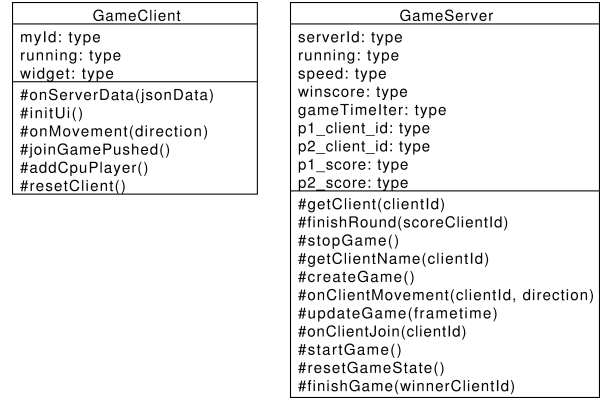 GameClient
myId: type
running: type
widget: type
#onServerData(jsonData)
#initUi()
#onMovement(direction)
#joinGamePushed()
#addCpuPlayer()
#resetClient()
GameServer
serverId: type
running: type
speed: type
winscore: type
gameTimeIter: type
p1_client_id: type
p2_client_id: type
p1_score: type
p2_score: type
#getClient(clientId)
#finishRound(scoreClientId)
#stopGame()
#getClientName(clientId)
#createGame()
#onClientMovement(clientId, direction)
#updateGame(frametime)
#onClientJoin(clientId)
#startGame()
#resetGameState()
#finishGame(winnerClientId)